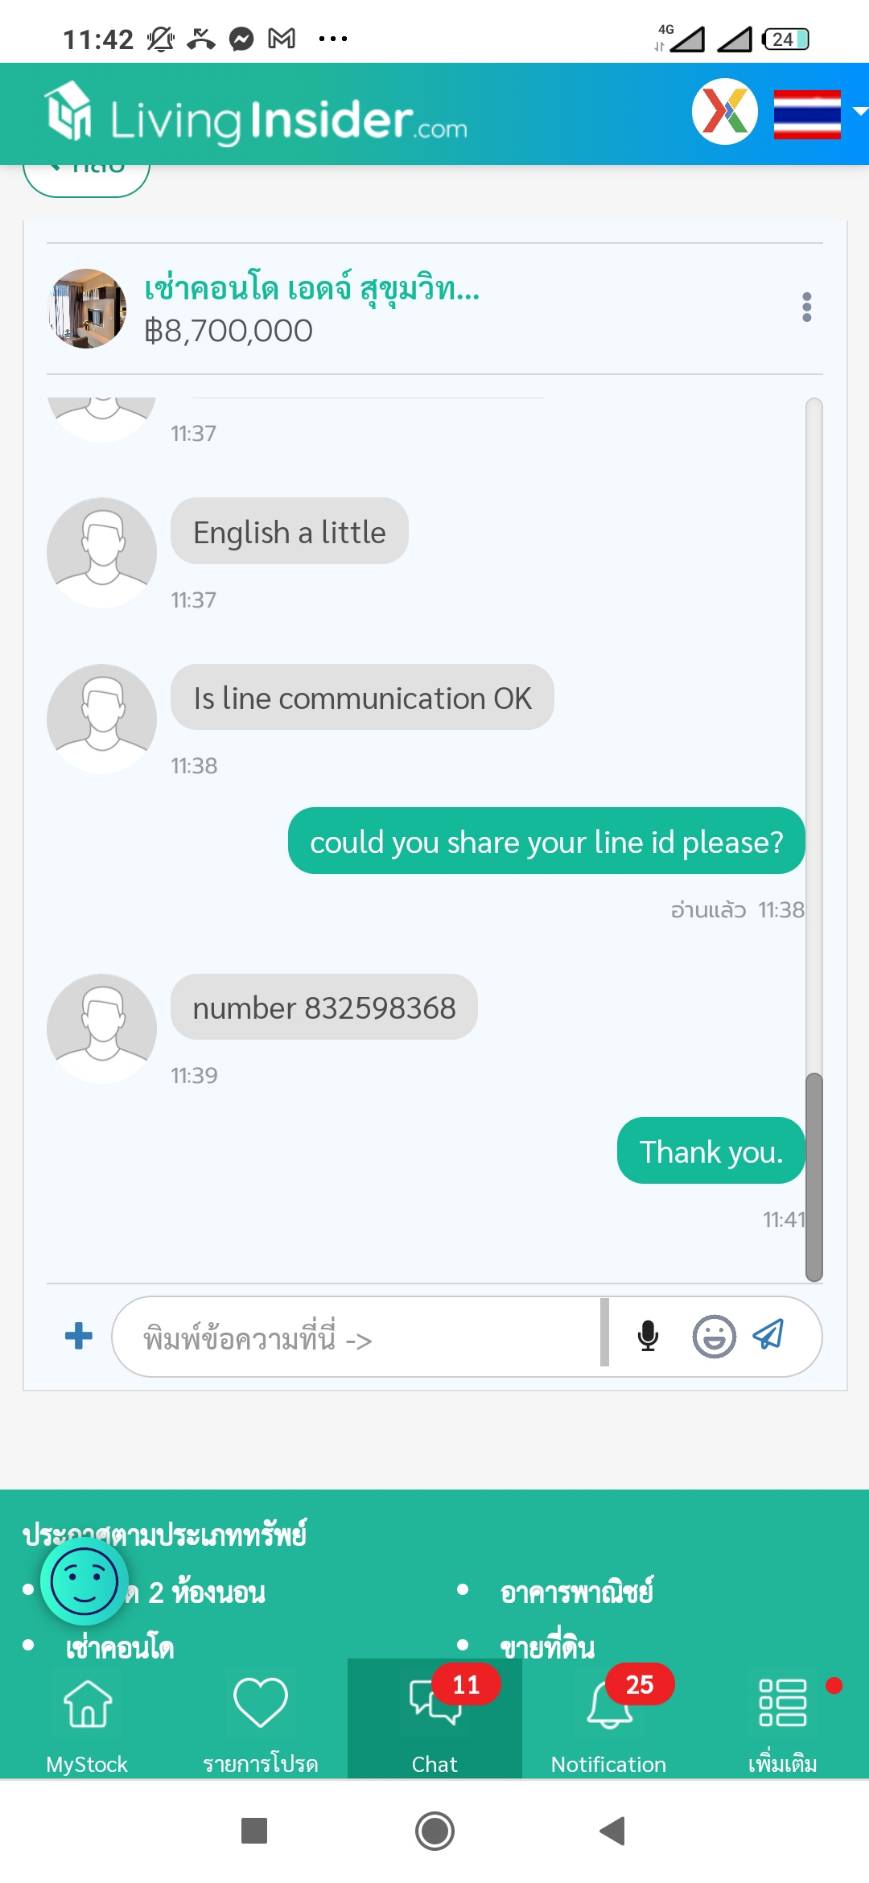 11:42
4G
24
LivingInsider.com
เช่าคอนโด เอดจ์ สุขุมวิท...
฿8,700,000
11:37
English a little
11:37
Is line communication OK
11:38
could you share your line id please?
อ่านแล้ว 11:38
number 832598368
11:39
Thank you.
11:41
พิมพ์ข้อความที่นี่ ->
ประกาศตามประเภททรัพย์
2 ห้องนอน
อาคารพาณิชย์
เช่าคอนโด
ขายที่ดิน
11
25
MyStock
รายการโปรด
Chat
Notification
เพิ่มเติม